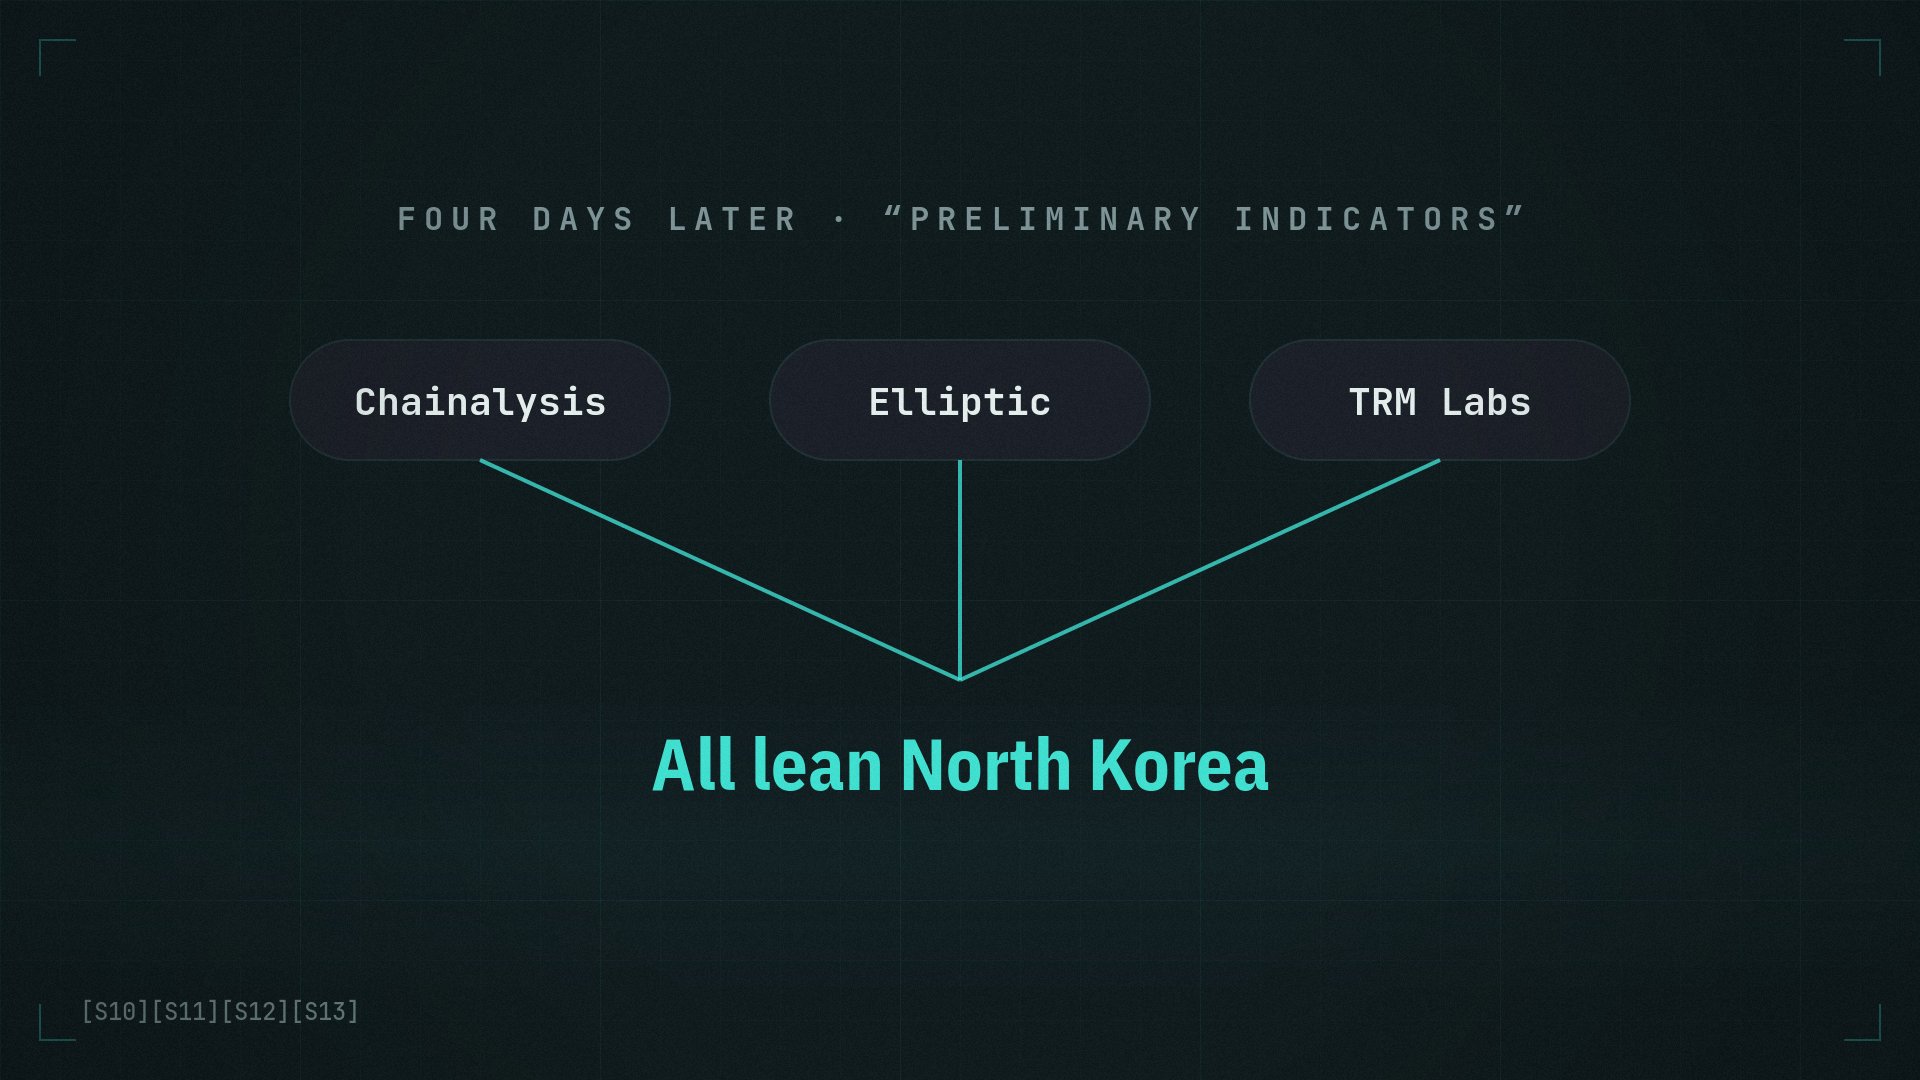 FOUR DAYS LATER · “PRELIMINARY INDICATORS”
Chainalysis
Elliptic
TRM Labs
All lean North Korea
[S10][S11][S12][S13]